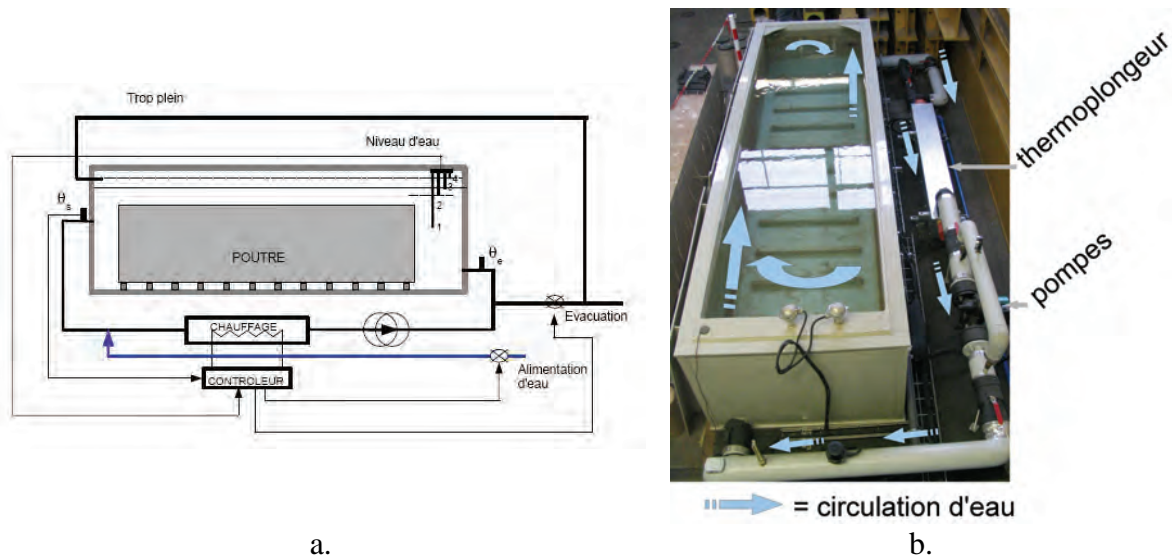 Trop plein
Niveau d'eau
θs
4
3
2
1
θe
POUTRE
CHAUFFAGE
Evacuation
Alimentation
d'eau
CONTROLEUR
a.
thermoplongeur
pompes
= circulation d'eau
b.